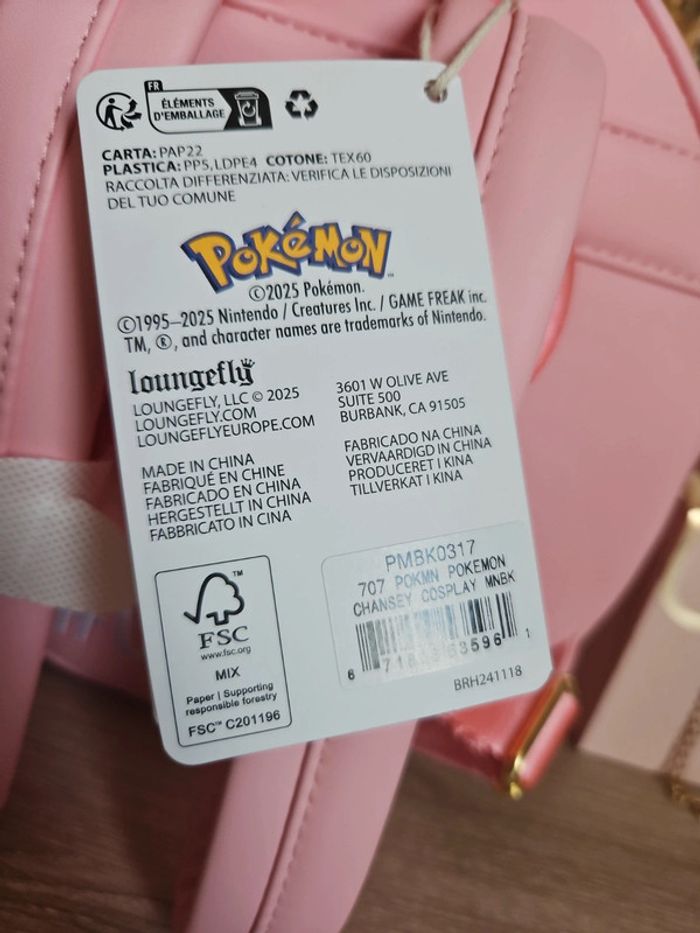 FR
ÉLÉMENTS
D'EMBALLAGE
CARTA: PAP22
PLASTICA: PP5, LDPE4 COTONE: TEX60
RACCOLTA DIFFERENZIATA: VERIFICA LE DISPOSIZIONI
DEL TUO COMUNE
POKéMON
©2025 Pokémon.
©1995–2025 Nintendo / Creatures Inc. / GAME FREAK inc.
TM, ®, and character names are trademarks of Nintendo.
loungefly
LOUNGEFLY, LLC © 2025
LOUNGEFLY.COM
LOUNGEFLYEUROPE.COM
3601 W OLIVE AVE
SUITE 500
BURBANK, CA 91505
MADE IN CHINA
FABRIQUÉ EN CHINE
FABRICADO EN CHINA
HERGESTELLT IN CHINA
FABBRICATO IN CINA
FABRICADO NA CHINA
VERVAARDIGD IN CHINA
PRODUCERET I KINA
TILLVERKAT I KINA
FSC™
www.fsc.org
MIX
Paper | Supporting
responsible forestry
FSC™ C201196
PMBK0317
707 POKMN POKEMON
CHANSEY COSPLAY MNBK
BRH241118